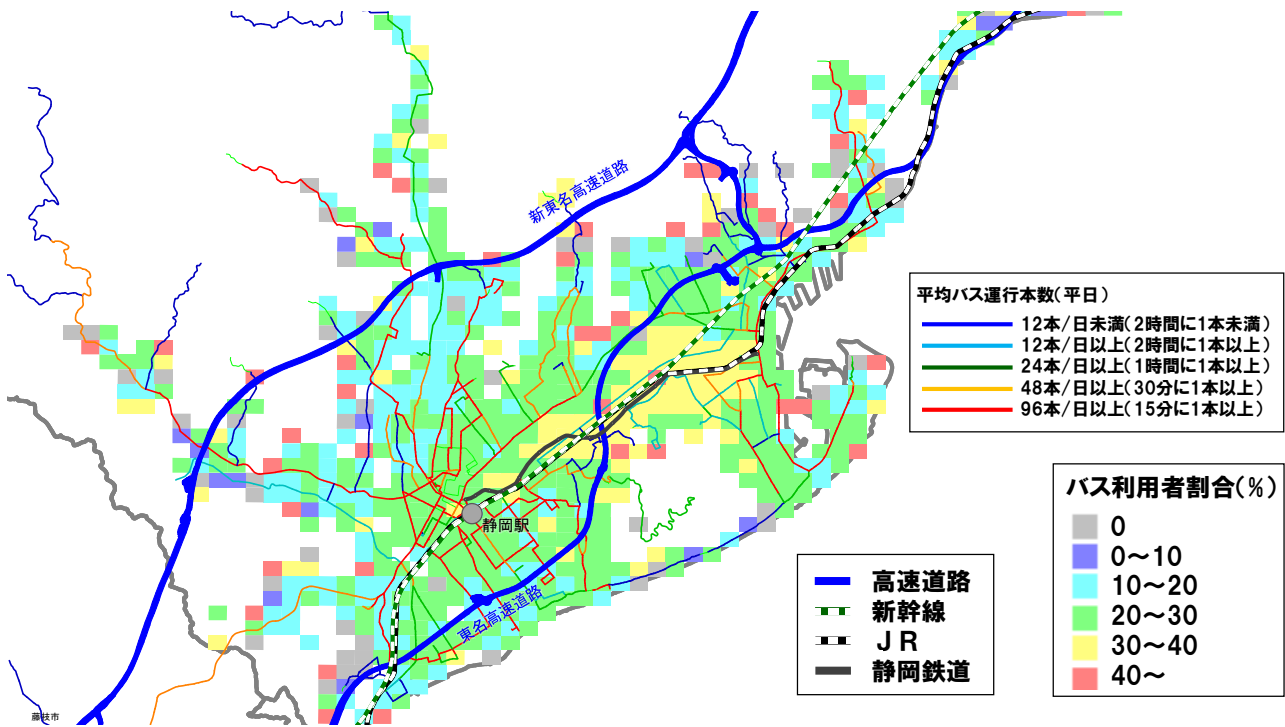 新東名高速道路
平均バス運行本数(平日)
12本/日未満(2時間に1本未満)
12本/日以上(2時間に1本以上)
24本/日以上(1時間に1本以上)
48本/日以上(30分に1本以上)
96本/日以上(15分に1本以上)
バス利用者割合(%)
0
0～10
10～20
20～30
30～40
40～
静岡駅
高速道路
新幹線
JR
静岡鉄道
東名高速道路
藤枝市